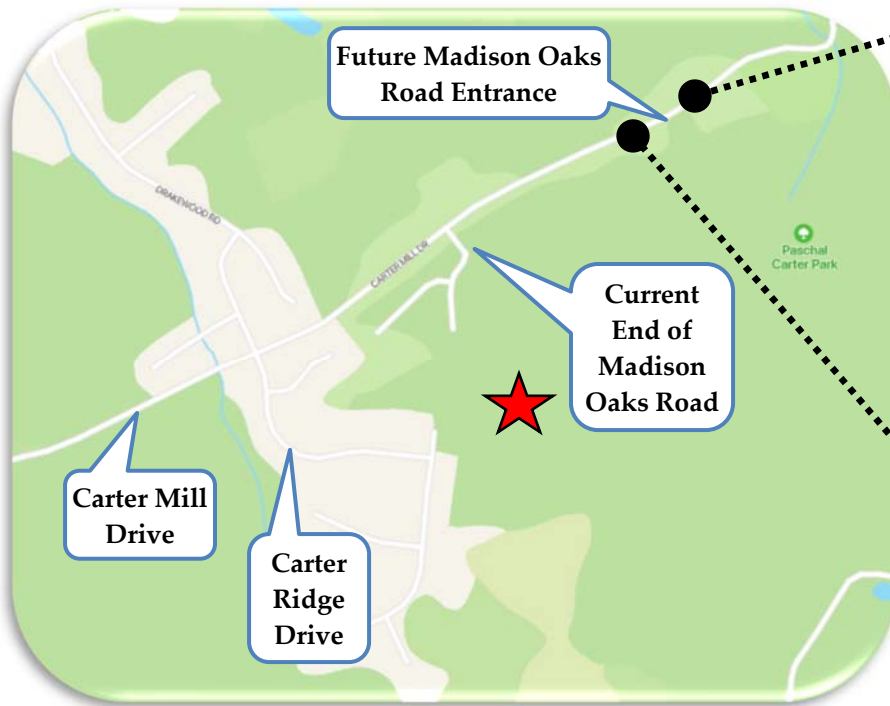 Future Madison Oaks
Road Entrance
DRAKEWOOD RD
CARTER MILL DR
Paschal
Carter Park
Current
End of
Madison
Oaks Road
Carter Mill
Drive
Carter
Ridge
Drive